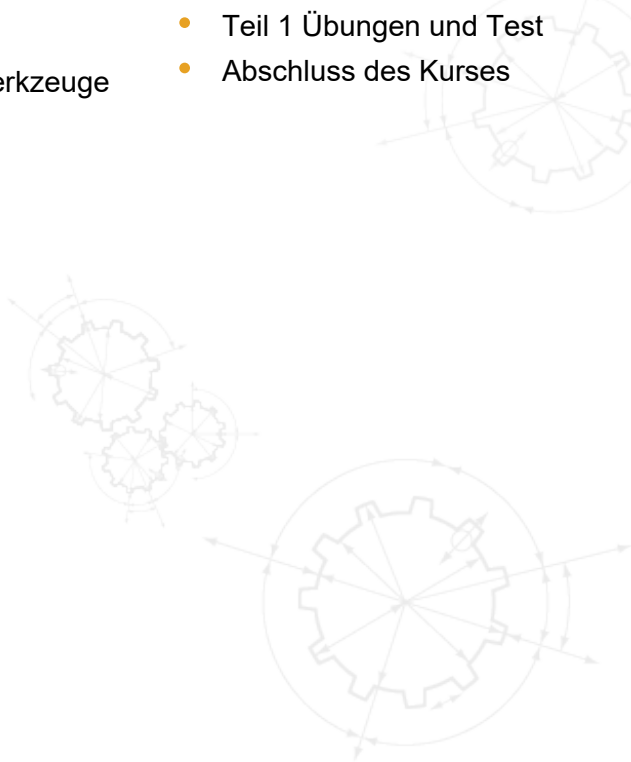 • Teil 1 Übungen und Test
• Abschluss des Kurses
erkzeuge